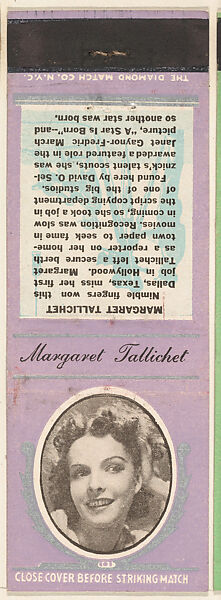 THE DIAMOND MATCH CO. N.Y.C.
MARGARET TALLICHET
Nimble fingers won this
Dallas, Texas, miss her first
job in Hollywood. Margaret
Tallichet left a secure berth
as a reporter on her home-
town paper to seek fame in
movies. Recognition was slow
in coming, so she took a job in
the script copying department
of one of the big studios.
Found here by David O. Sel-
znick's talent scouts, she was
awarded a featured role in the
Janet Gaynor-Fredric March
picture, "A Star Is Born"--and
so another star was born.
Margaret Tallichet
CLOSE COVER BEFORE STRIKING MATCH